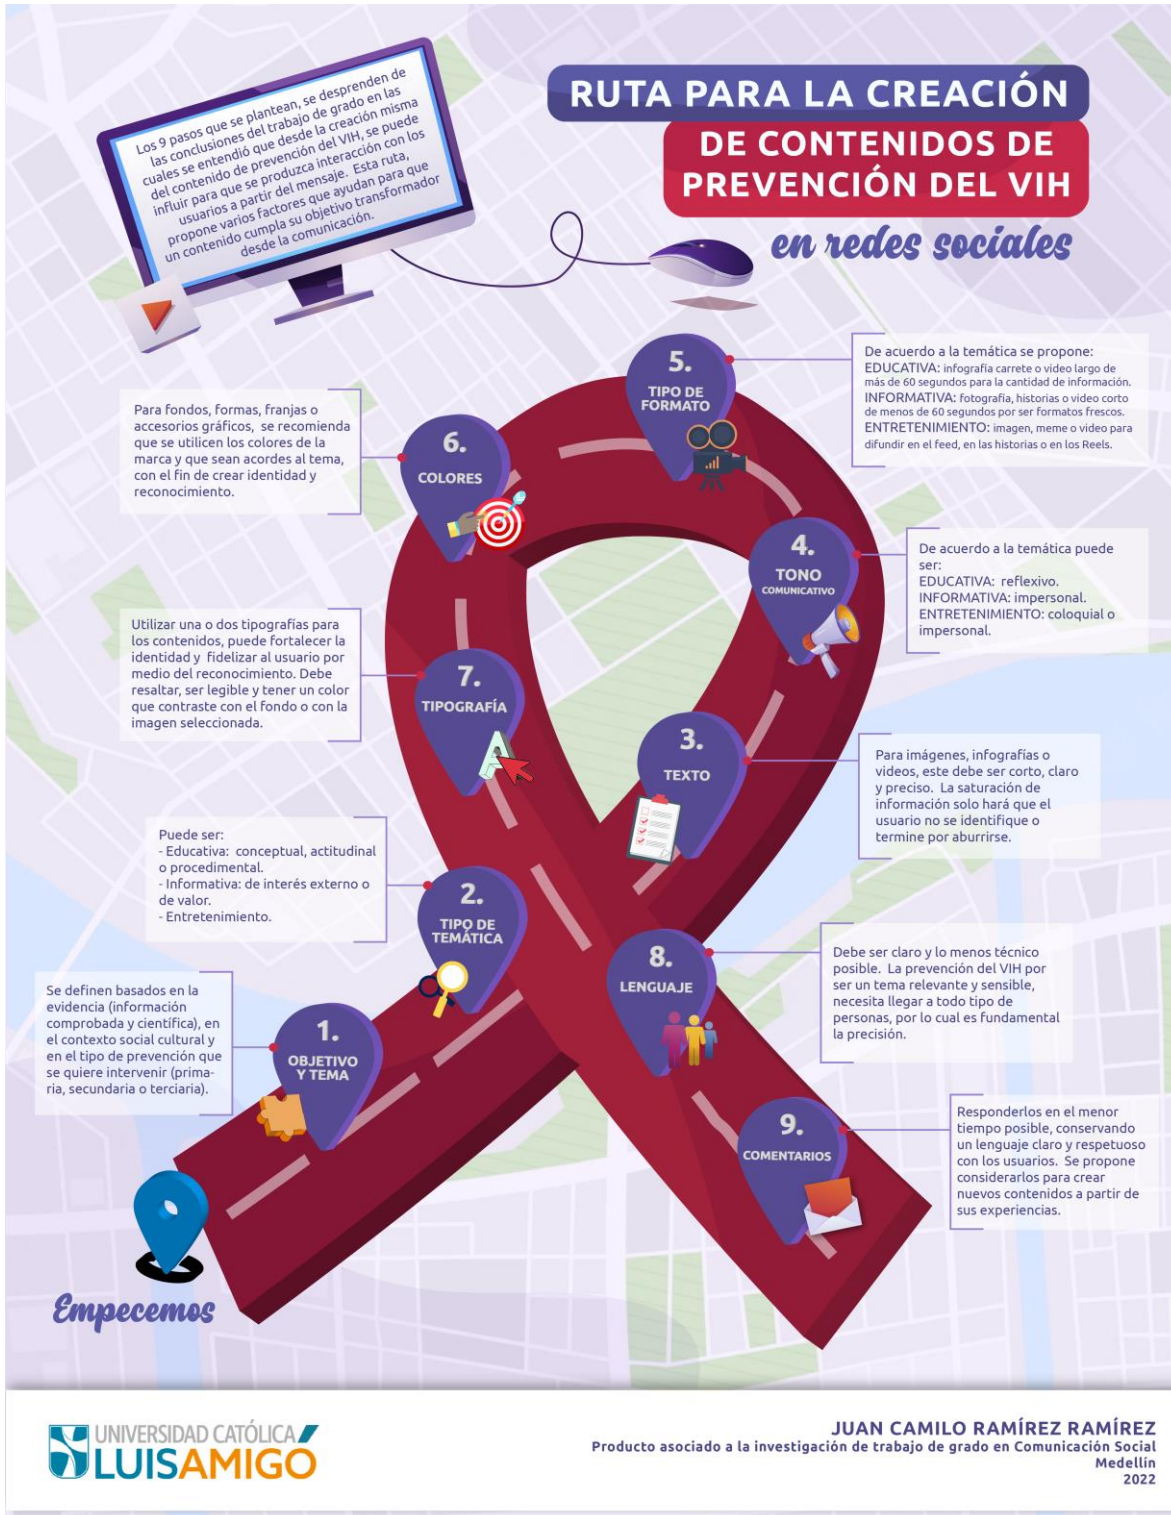 RUTA PARA LA CREACIÓN
DE CONTENIDOS DE
PREVENCIÓN DEL VIH
en redes sociales
Los 9 pasos que se plantean, se desprenden de
las conclusiones del trabajo de grado en las
cuales se entendió que desde la creación misma
del contenido de prevención del VIH, se puede
influir para que se produzca interacción con los
usuarios a partir del mensaje. Esta ruta,
propone varios factores que ayudan para que
un contenido cumpla su objetivo transformador
desde la comunicación.
Empecemos
1.
OBJETIVO
Y TEMA
Se definen basados en la
evidencia (información
comprobada y científica), en
el contexto social cultural y
en el tipo de prevención que
se quiere intervenir (prima-
ria, secundaria o terciaria).
2.
TIPO DE
TEMÁTICA
Puede ser:
- Educativa: conceptual, actitudinal
o procedimental.
- Informativa: de interés externo o
de valor.
- Entretenimiento.
3.
TEXTO
Para imágenes, infografías o
videos, este debe ser corto, claro
y preciso. La saturación de
información solo hará que el
usuario no se identifique o
termine por aburrirse.
4.
TONO
COMUNICATIVO
De acuerdo a la temática puede
ser:
EDUCATIVA: reflexivo.
INFORMATIVA: impersonal.
ENTRETENIMIENTO: coloquial o
impersonal.
5.
TIPO DE
FORMATO
De acuerdo a la temática se propone:
EDUCATIVA: infografía carrete o video largo de
más de 60 segundos para la cantidad de información.
INFORMATIVA: fotografía, historias o video corto
de menos de 60 segundos por ser formatos frescos.
ENTRETENIMIENTO: imagen, meme o video para
difundir en el feed, en las historias o en los Reels.
6.
COLORES
Para fondos, formas, franjas o
accesorios gráficos, se recomienda
que se utilicen los colores de la
marca y que sean acordes al tema,
con el fin de crear identidad y
reconocimiento.
7.
TIPOGRAFÍA
Utilizar una o dos tipografías para
los contenidos, puede fortalecer la
identidad y fidelizar al usuario por
medio del reconocimiento. Debe
resaltar, ser legible y tener un color
que contraste con el fondo o con la
imagen seleccionada.
8.
LENGUAJE
Debe ser claro y lo menos técnico
posible. La prevención del VIH por
ser un tema relevante y sensible,
necesita llegar a todo tipo de
personas, por lo cual es fundamental
la precisión.
9.
COMENTARIOS
Responderlos en el menor
tiempo posible, conservando
un lenguaje claro y respetuoso
con los usuarios. Se propone
considerarlos para crear
nuevos contenidos a partir de
sus experiencias.
UNIVERSIDAD CATÓLICA
LUISAMIGÓ
JUAN CAMILO RAMÍREZ RAMÍREZ
Producto asociado a la investigación de trabajo de grado en Comunicación Social
Medellín
2022